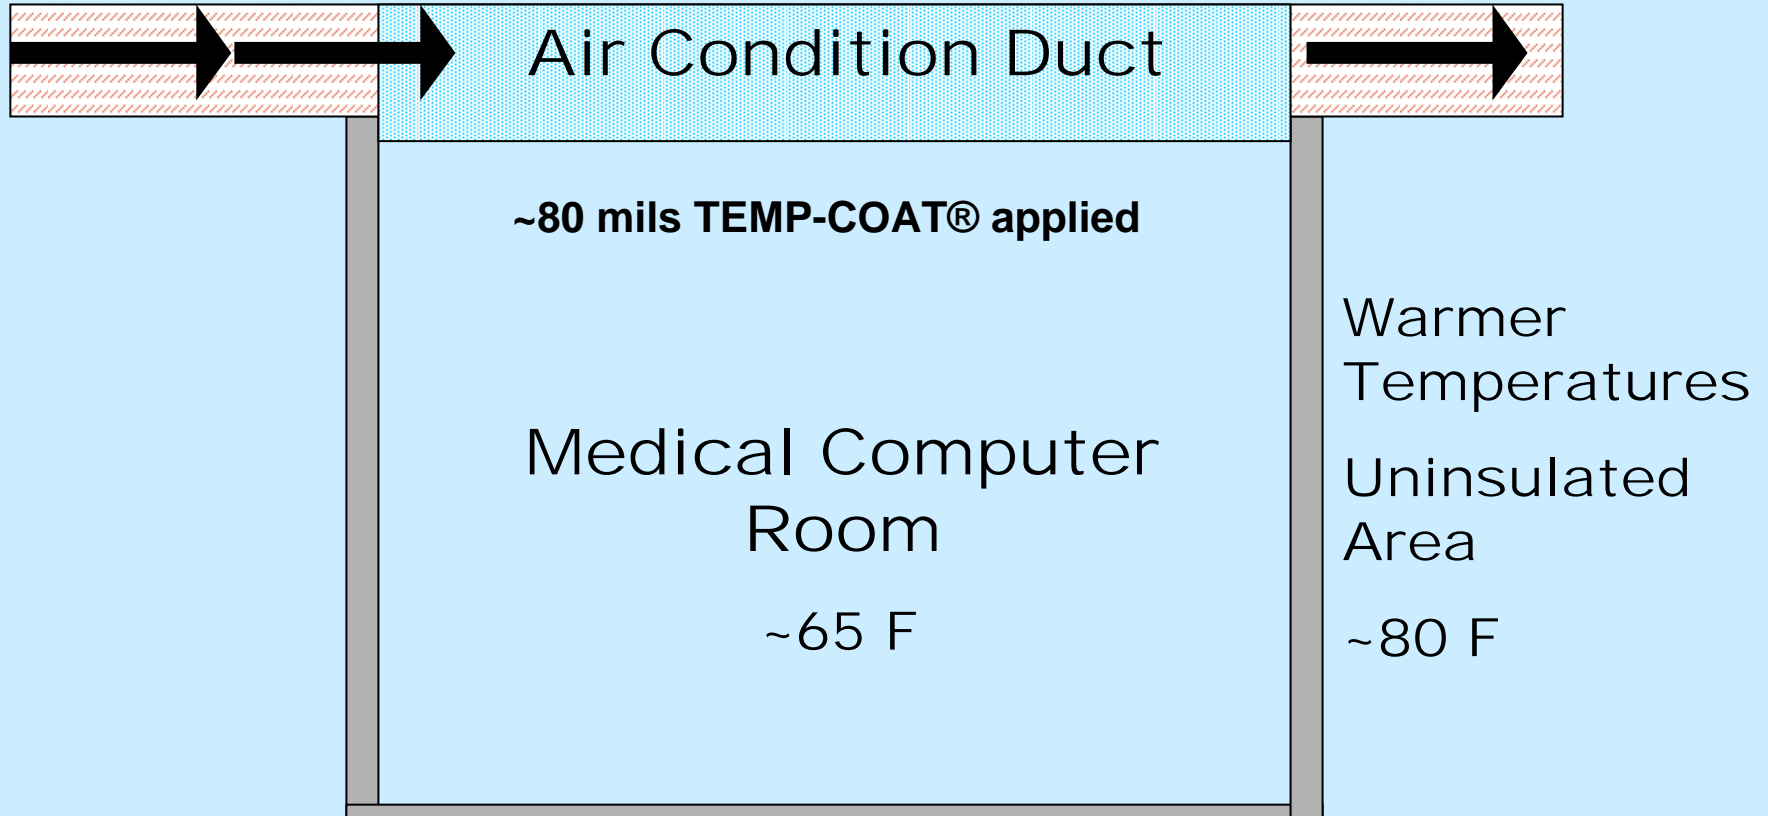 Air Condition Duct
~80 mils TEMP-COAT® applied
Medical Computer
Room
~65 F
Warmer
Temperatures
Uninsulated
Area
~80 F